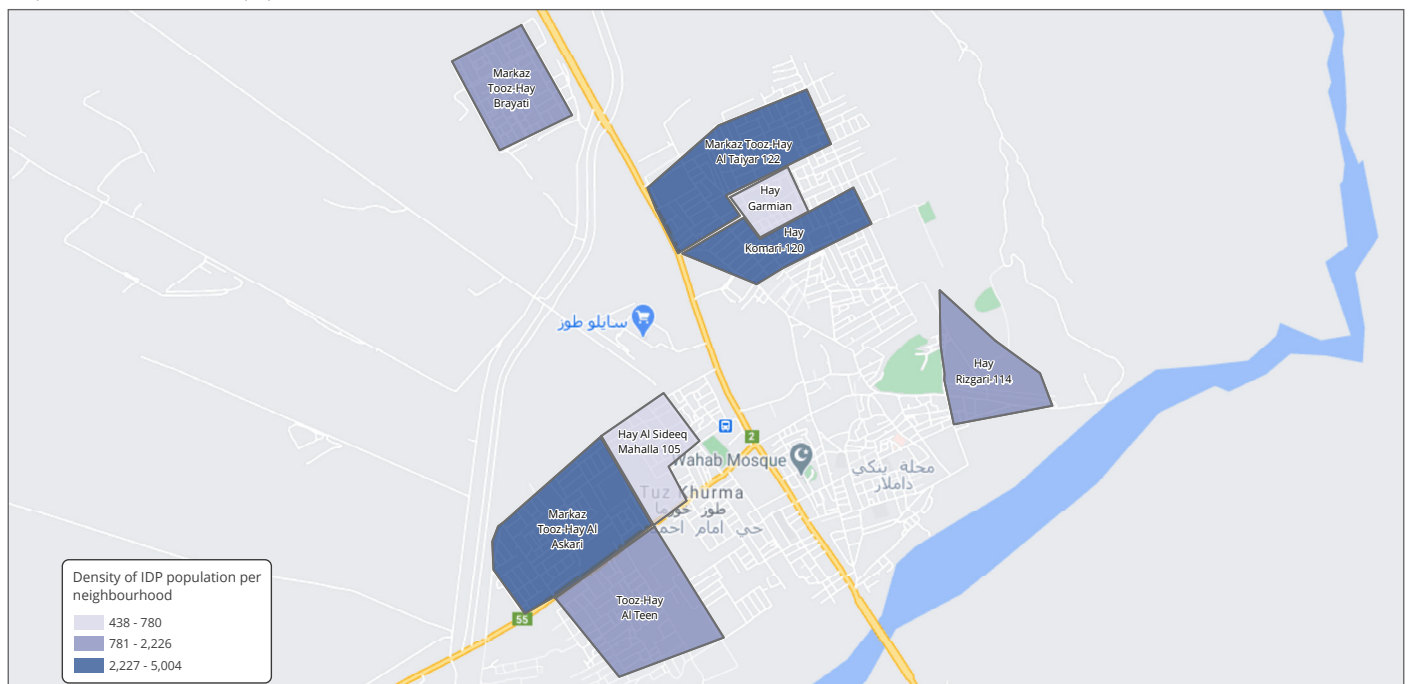 Markaz
Tooz-Hay
Brayati
Markaz Tooz-Hay
Al Taiyar 122
Hay
Garmian
Hay
Komari-120
سايلو طوز
Hay
Rizgari 114
Hay Al Sideeq
Mahalla 105
2
Wahab Mosque
محلة بنكي
داملار
Tuz Khurma
طوز خورما
حي امام احمد
Markaz
Tooz-Hay Al
Askari
Tooz-Hay
Al Teen
55
Density of IDP population per
neighbourhood
438 - 780
781 - 2,226
2,227 - 5,004